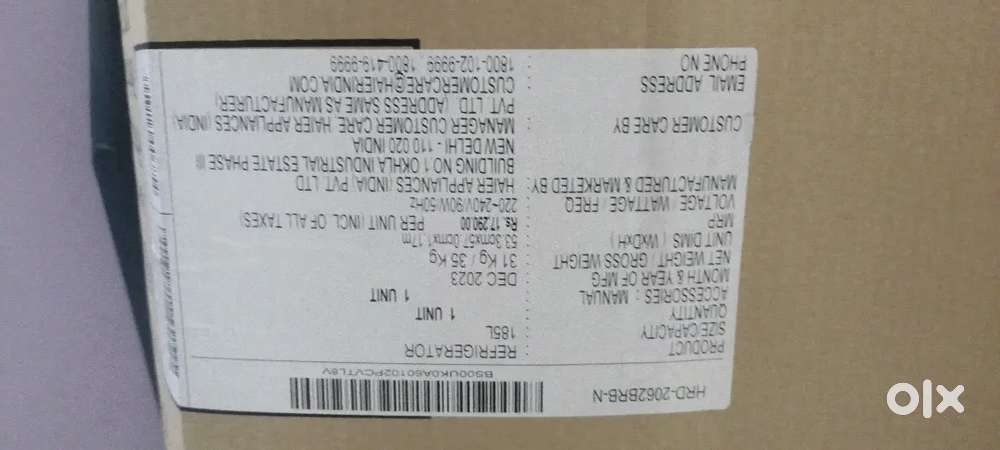 HRD-2062BRB-N
BS00UK0A60102PCVTL8V
PRODUCT : REFRIGERATOR
SIZE/CAPACITY : 185L
QUANTITY : 1 UNIT
ACCESSORIES : MANUAL 1 UNIT
MONTH & YEAR OF MFG : DEC 2023
NET WEIGHT / GROSS WEIGHT : 31 Kg / 35 Kg
UNIT DIMS (WxDxH) : 53.3cmx57.0cmx1.17m
MRP : Rs. 17,290.00 PER UNIT (INCL. OF ALL TAXES)
VOLTAGE / WATTAGE / FREQ : 220~240V/90W/50Hz
MANUFACTURED & MARKETED BY : HAIER APPLIANCES (INDIA) PVT. LTD
BUILDING NO.1 OKHLA INDUSTRIAL ESTATE PHASE III
NEW DELHI - 110 020 INDIA
CUSTOMER CARE BY : MANAGER CUSTOMER CARE, HAIER APPLIANCES (INDIA)
PVT. LTD (ADDRESS SAME AS MANUFACTURER)
EMAIL ADDRESS : CUSTOMERCARE@HAIERINDIA.COM
PHONE NO : 1800-102-9999, 1800-419-9999
olx